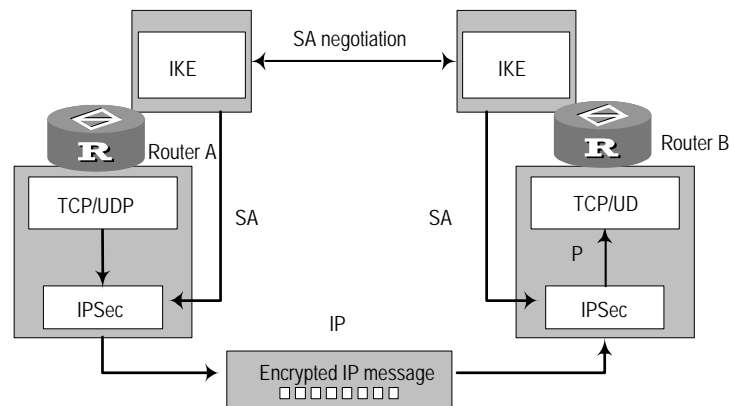 SA negotiation
IKE
IKE
R
Router A
R
Router B
TCP/UDP
TCP/UD
P
SA
SA
IPSec
IPSec
IP
Encrypted IP message